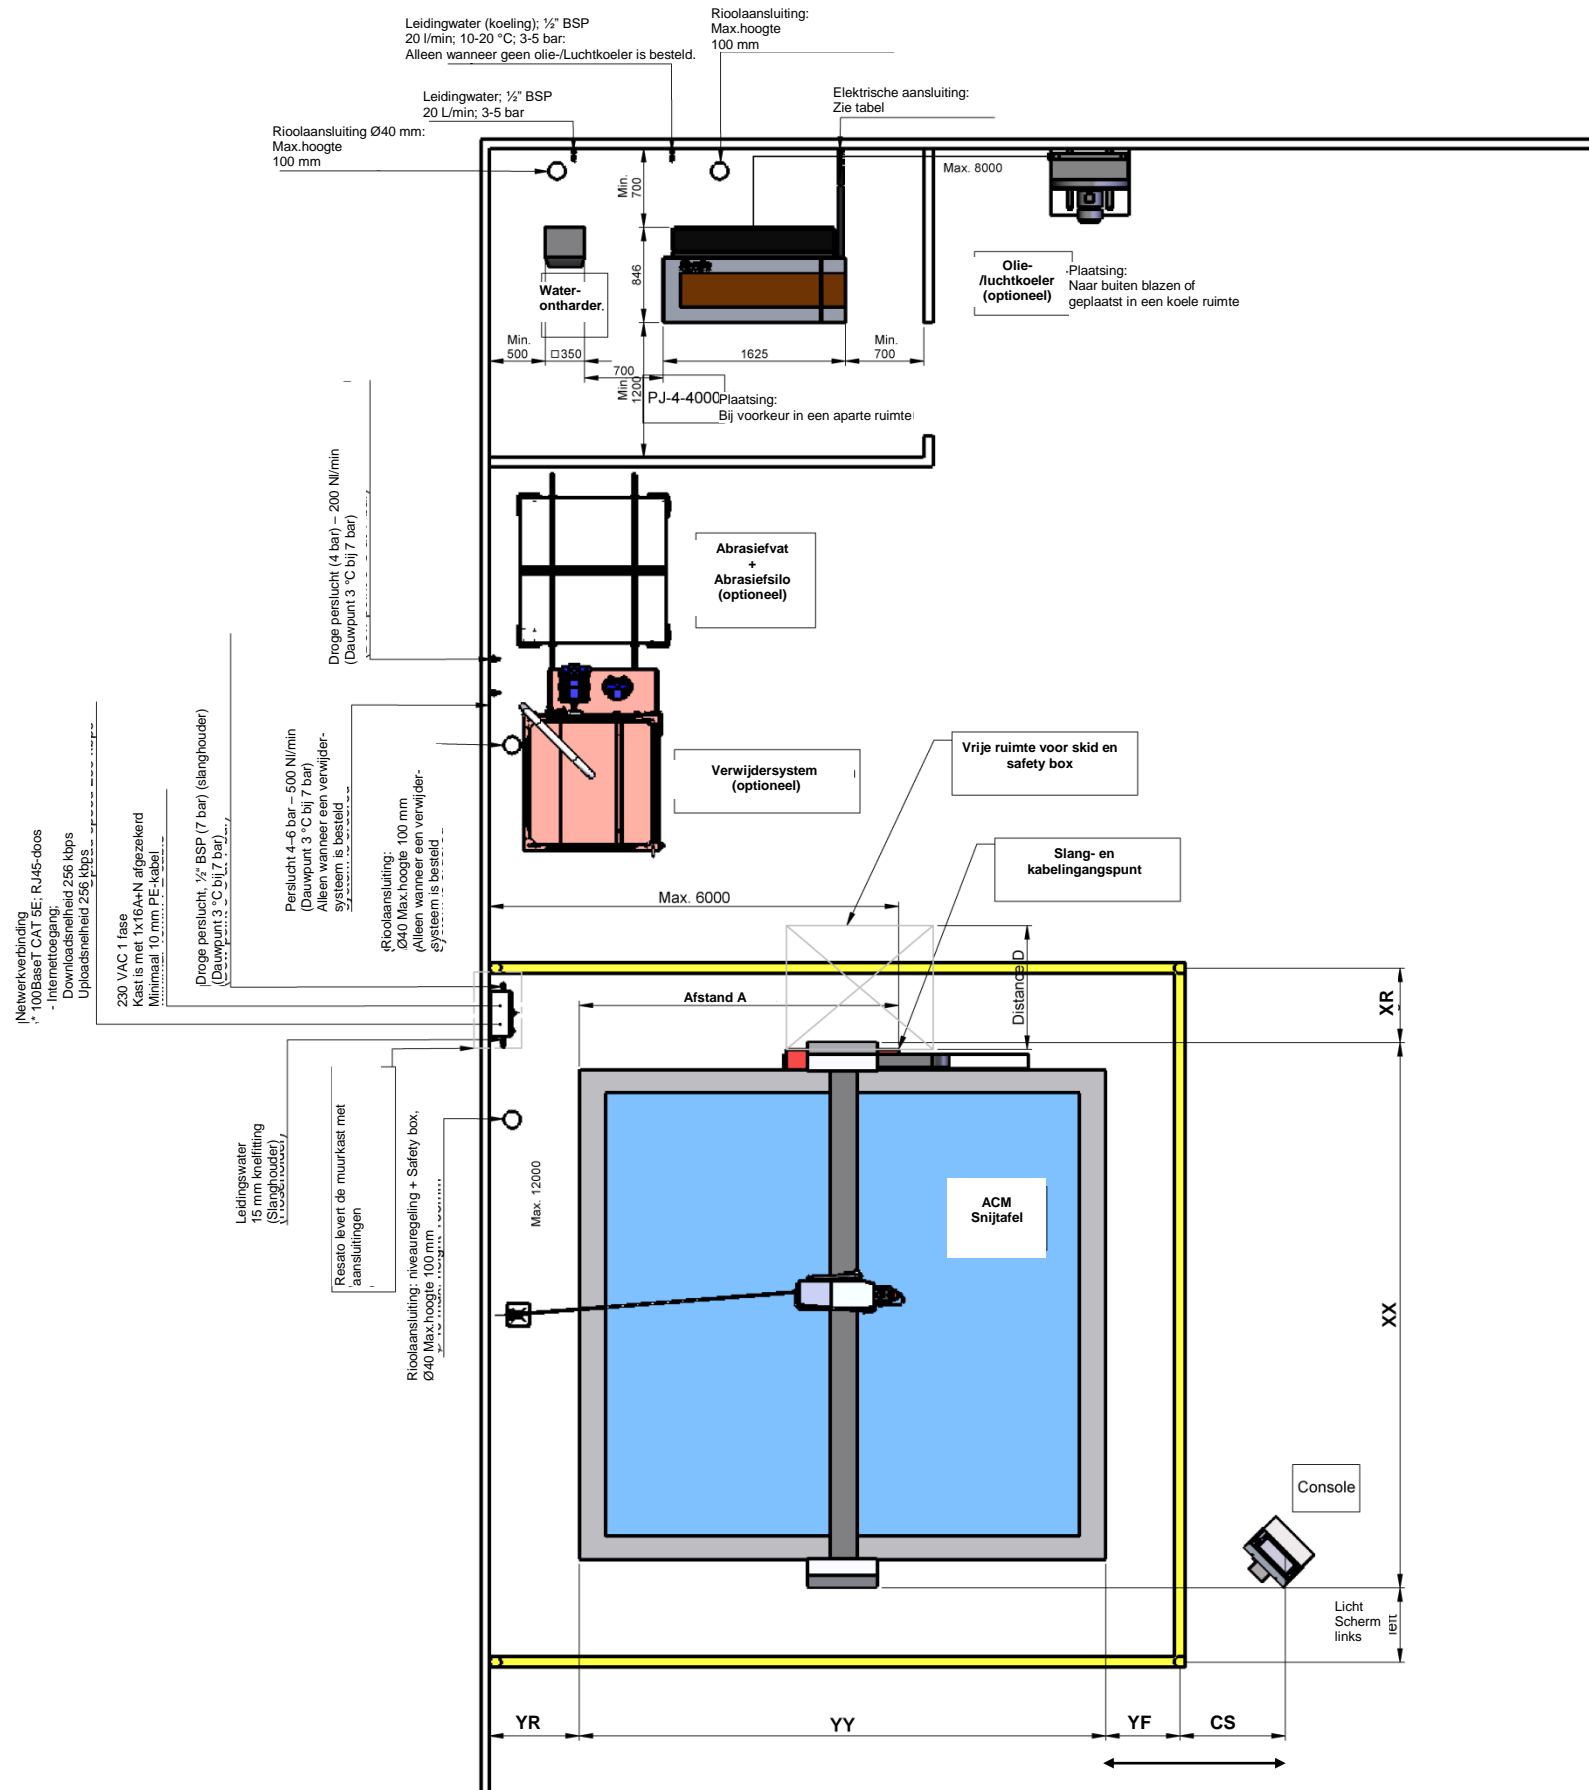 Leidingwater (koeling); ½” BSP
20 l/min; 10-20 °C; 3-5 bar:
Alleen wanneer geen olie-/Luchtkoeler is besteld.
Rioolaansluiting:
Max.hoogte
100 mm
Leidingwater; ½” BSP
20 L/min; 3-5 bar
Elektrische aansluiting:
Zie tabel
Rioolaansluiting Ø40 mm:
Max.hoogte
100 mm
Min.
700
Max. 8000
846
Water-
ontharder.
Olie-
/luchtkoeler
(optioneel)
Plaatsing:
Naar buiten blazen of
geplaatst in een koele ruimte
Min.
500
□350
700
1625
Min.
700
Min.
1200
PJ-4-4000
Plaatsing:
Bij voorkeur in een aparte ruimte
Droge perslucht (4 bar) – 200 Nl/min
(Dauwpunt 3 °C bij 7 bar)
Abrasiefvat
+
Abrasiefsilo
(optioneel)
Verwijdersystem
(optioneel)
Vrije ruimte voor skid en
safety box
Slang- en
kabelingangspunt
Netwerkverbinding
* 100BaseT CAT 5E; RJ45-doos
- Internettoegang;
Downloadsnelheid 256 kbps
Uploadsnelheid 256 kbps
230 VAC 1 fase
Kast is met 1x16A+N afgezekerd
Minimaal 10 mm PE-kabel
Droge perslucht, ½“ BSP (7 bar) (slanghouder)
(Dauwpunt 3 °C bij 7 bar)
Perslucht 4–6 bar – 500 Nl/min
(Dauwpunt 3 °C bij 7 bar)
Alleen wanneer een verwijder-
systeem is besteld
Rioolaansluiting:
Ø40 Max.hoogte 100 mm
(Alleen wanneer een verwijder-
systeem is besteld
Max. 6000
Afstand A
Distance D
XR
Leidingswater
15 mm knelfitting
(Slanghouder)
Resato levert de muurkast met
aansluitingen
Rioolaansluiting: niveauregeling + Safety box,
Ø40 Max.hoogte 100 mm
Max. 12000
ACM
Snijtafel
XX
Console
Licht
Scherm
links
left
YR
YY
YF
CS